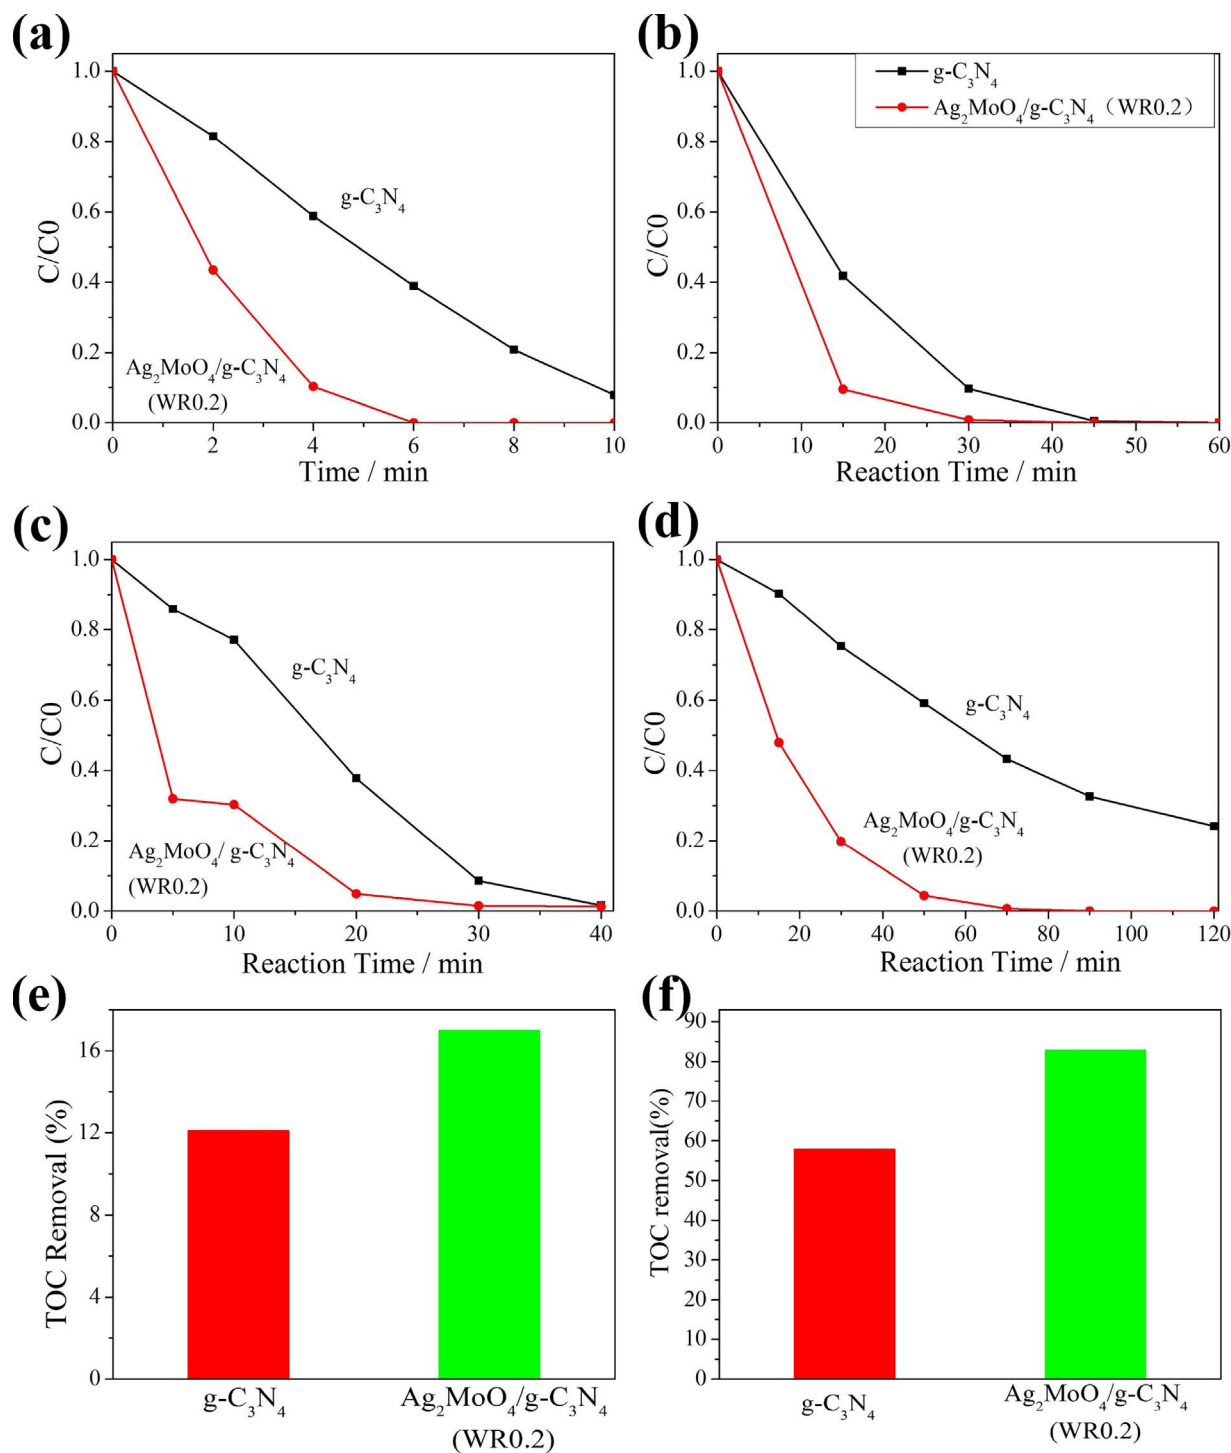 (a)
1.0
0.8
0.6
0.4
0.2
0.0
C/C0
g-C₃N₄
Ag₂MoO₄/g-C₃N₄
(WR0.2)
0 2 4 6 8 10
Time / min
(b)
1.0
0.8
0.6
0.4
0.2
0.0
C/C0
g-C₃N₄
Ag₂MoO₄/g-C₃N₄（WR0.2）
0 10 20 30 40 50 60
Reaction Time / min
(c)
1.0
0.8
0.6
0.4
0.2
0.0
C/C0
g-C₃N₄
Ag₂MoO₄/ g-C₃N₄
(WR0.2)
0 10 20 30 40
Reaction Time / min
(d)
1.0
0.8
0.6
0.4
0.2
0.0
C/C0
g-C₃N₄
Ag₂MoO₄/g-C₃N₄
(WR0.2)
0 20 40 60 80 100 120
Reaction Time / min
(e)
16
12
8
4
0
TOC Removal (%)
g-C₃N₄
Ag₂MoO₄/g-C₃N₄
(WR0.2)
(f)
90
80
70
60
50
40
30
20
10
0
TOC removal(%)
g-C₃N₄
Ag₂MoO₄/g-C₃N₄
(WR0.2)